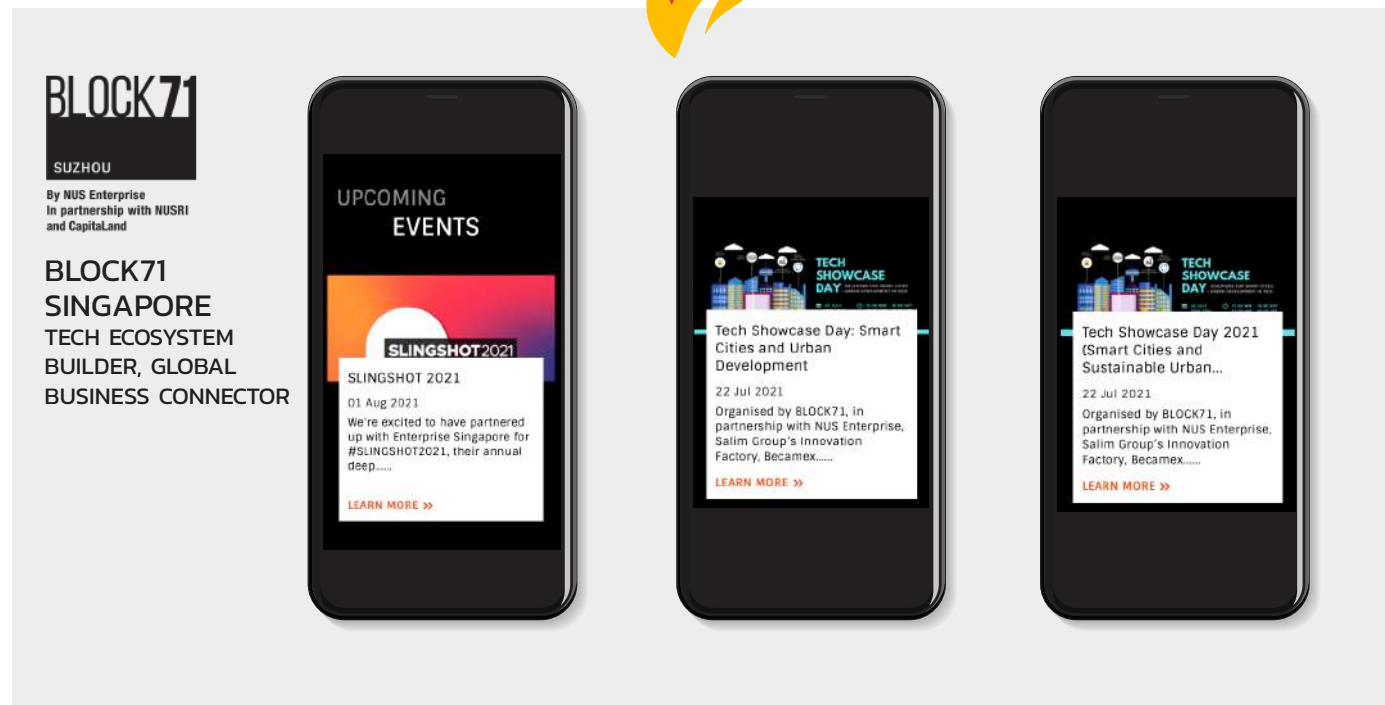 BLOCK71
SUZHOU
By NUS Enterprise
In partnership with NUSRI
and CapitaLand
BLOCK71
SINGAPORE
TECH ECOSYSTEM
BUILDER, GLOBAL
BUSINESS CONNECTOR
UPCOMING
EVENTS
SLINGSHOT2021
SLINGSHOT 2021
01 Aug 2021
We're excited to have partnered
up with Enterprise Singapore for
#SLINGSHOT2021, their annual
deep......
LEARN MORE »
TECH
SHOWCASE
DAY
Tech Showcase Day: Smart
Cities and Urban
Development
22 Jul 2021
Organised by BLOCK71, in
partnership with NUS Enterprise,
Salim Group's Innovation
Factory, Becamex......
LEARN MORE »
TECH
SHOWCASE
DAY
Tech Showcase Day 2021
(Smart Cities and
Sustainable Urban...
22 Jul 2021
Organised by BLOCK71, in
partnership with NUS Enterprise,
Salim Group's Innovation
Factory, Becamex......
LEARN MORE »